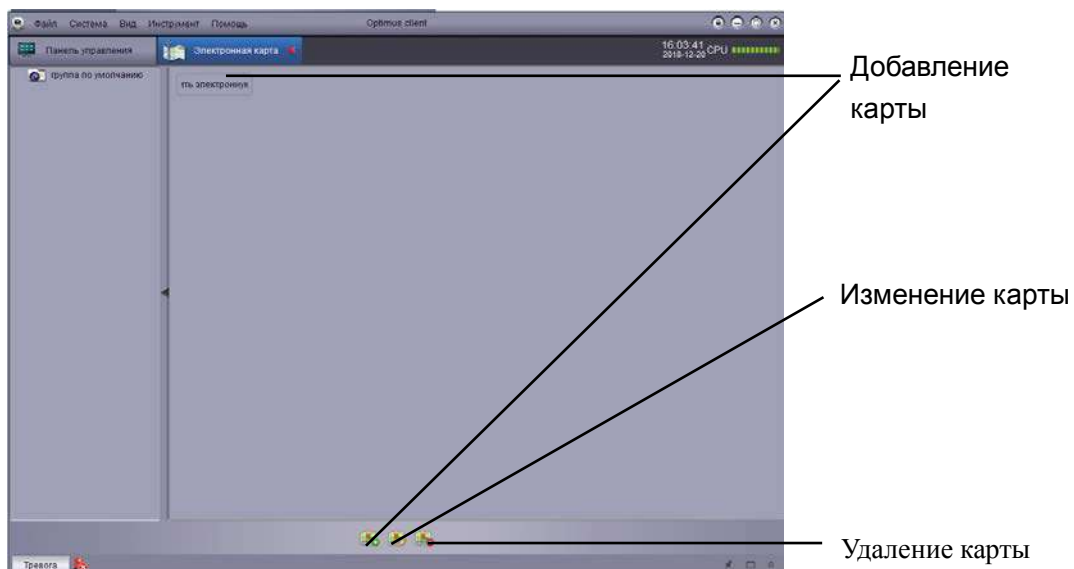 Файл Система Вид Инструмент Помощь Optimus client
Панель управления Электронная карта 16:03:41 CPU
2018-12-20
группа по умолчанию
ть электронную
Добавление
карты
Изменение карты
Удаление карты
Тревога